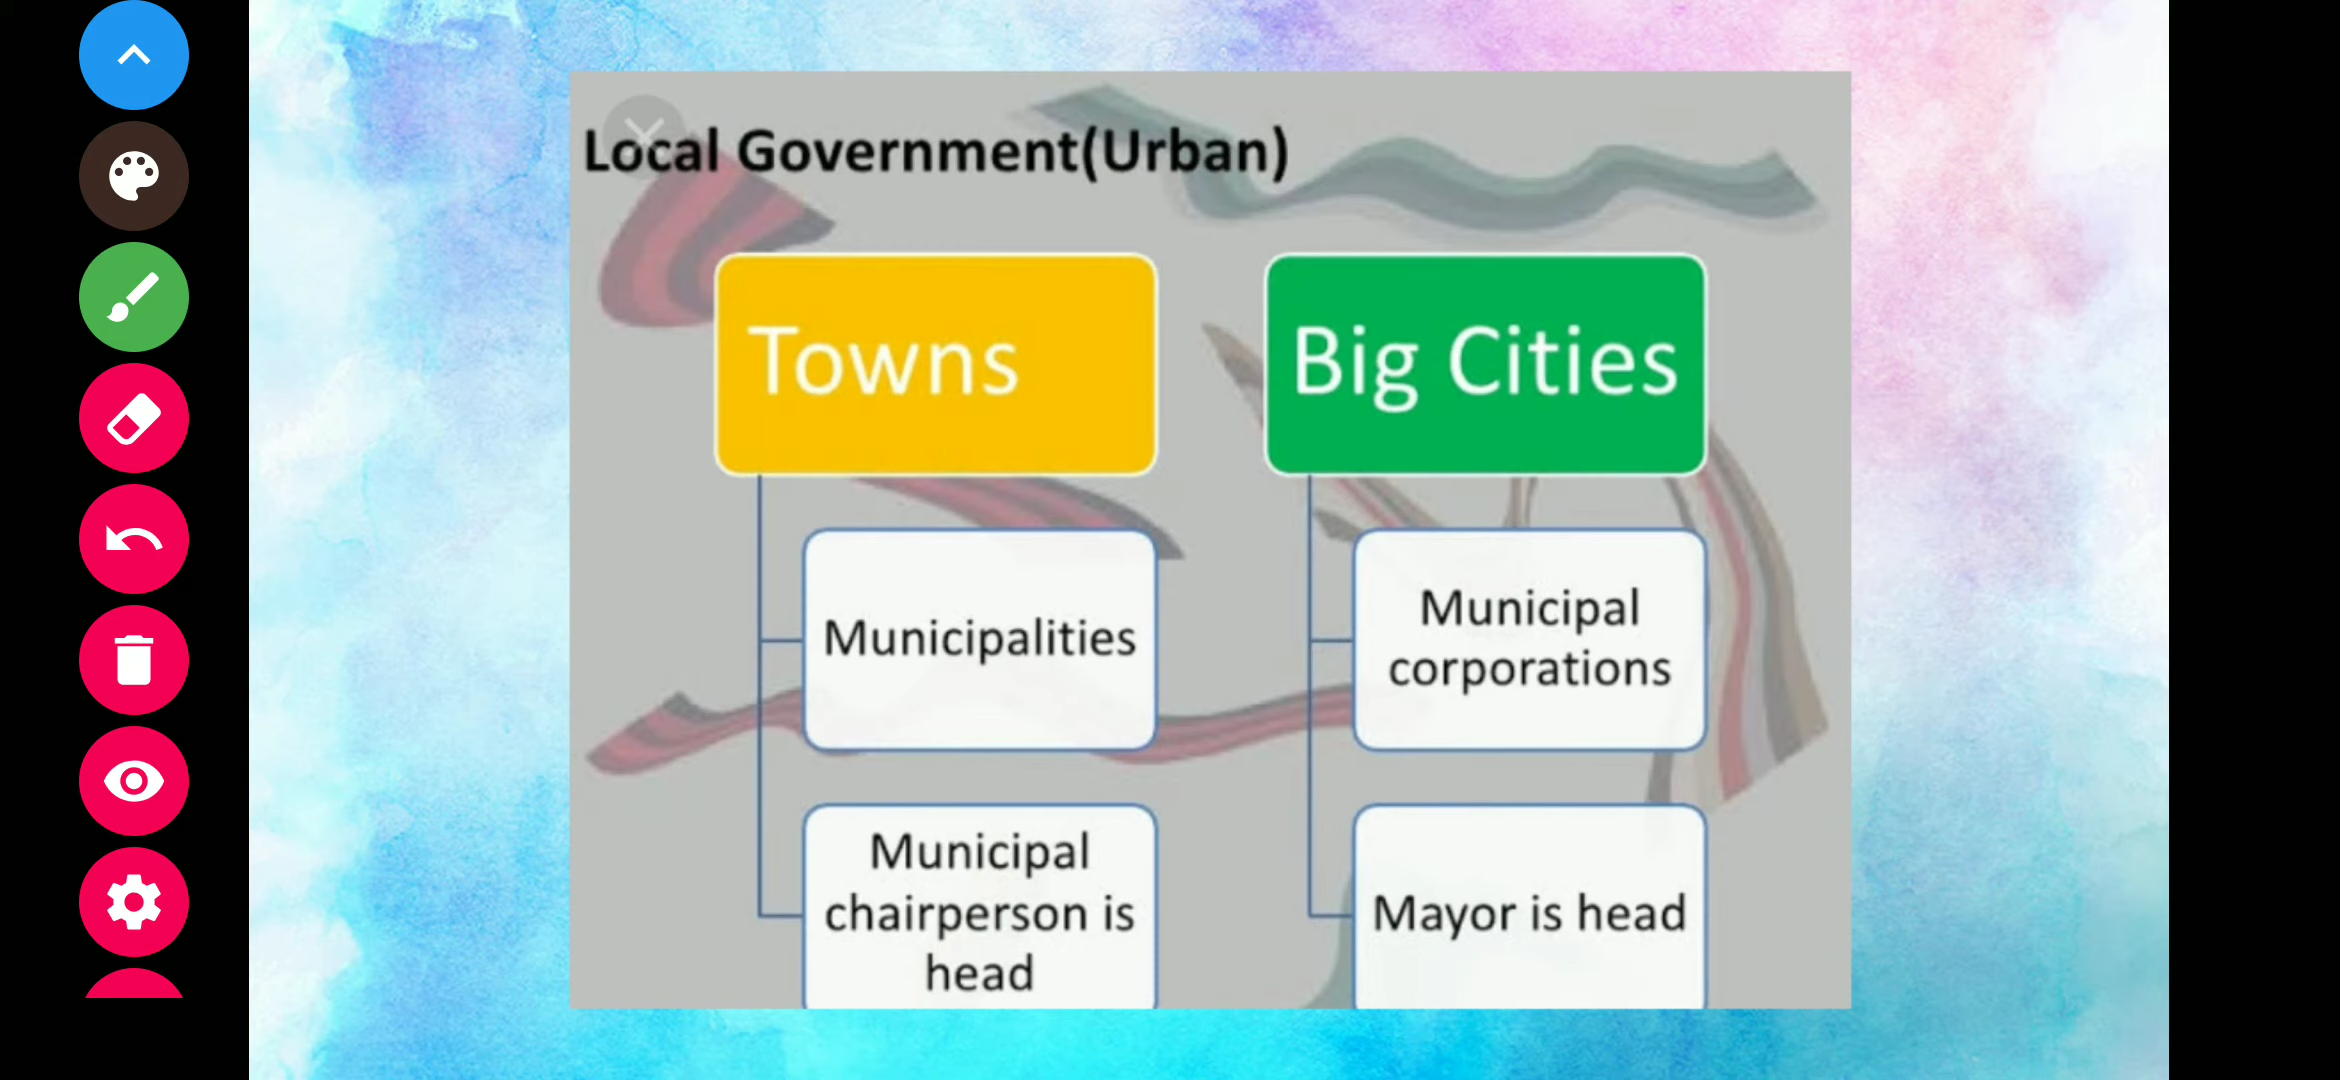 Local Government(Urban)
Towns
Big Cities
Municipalities
Municipal
corporations
Municipal
chairperson is
head
Mayor is head